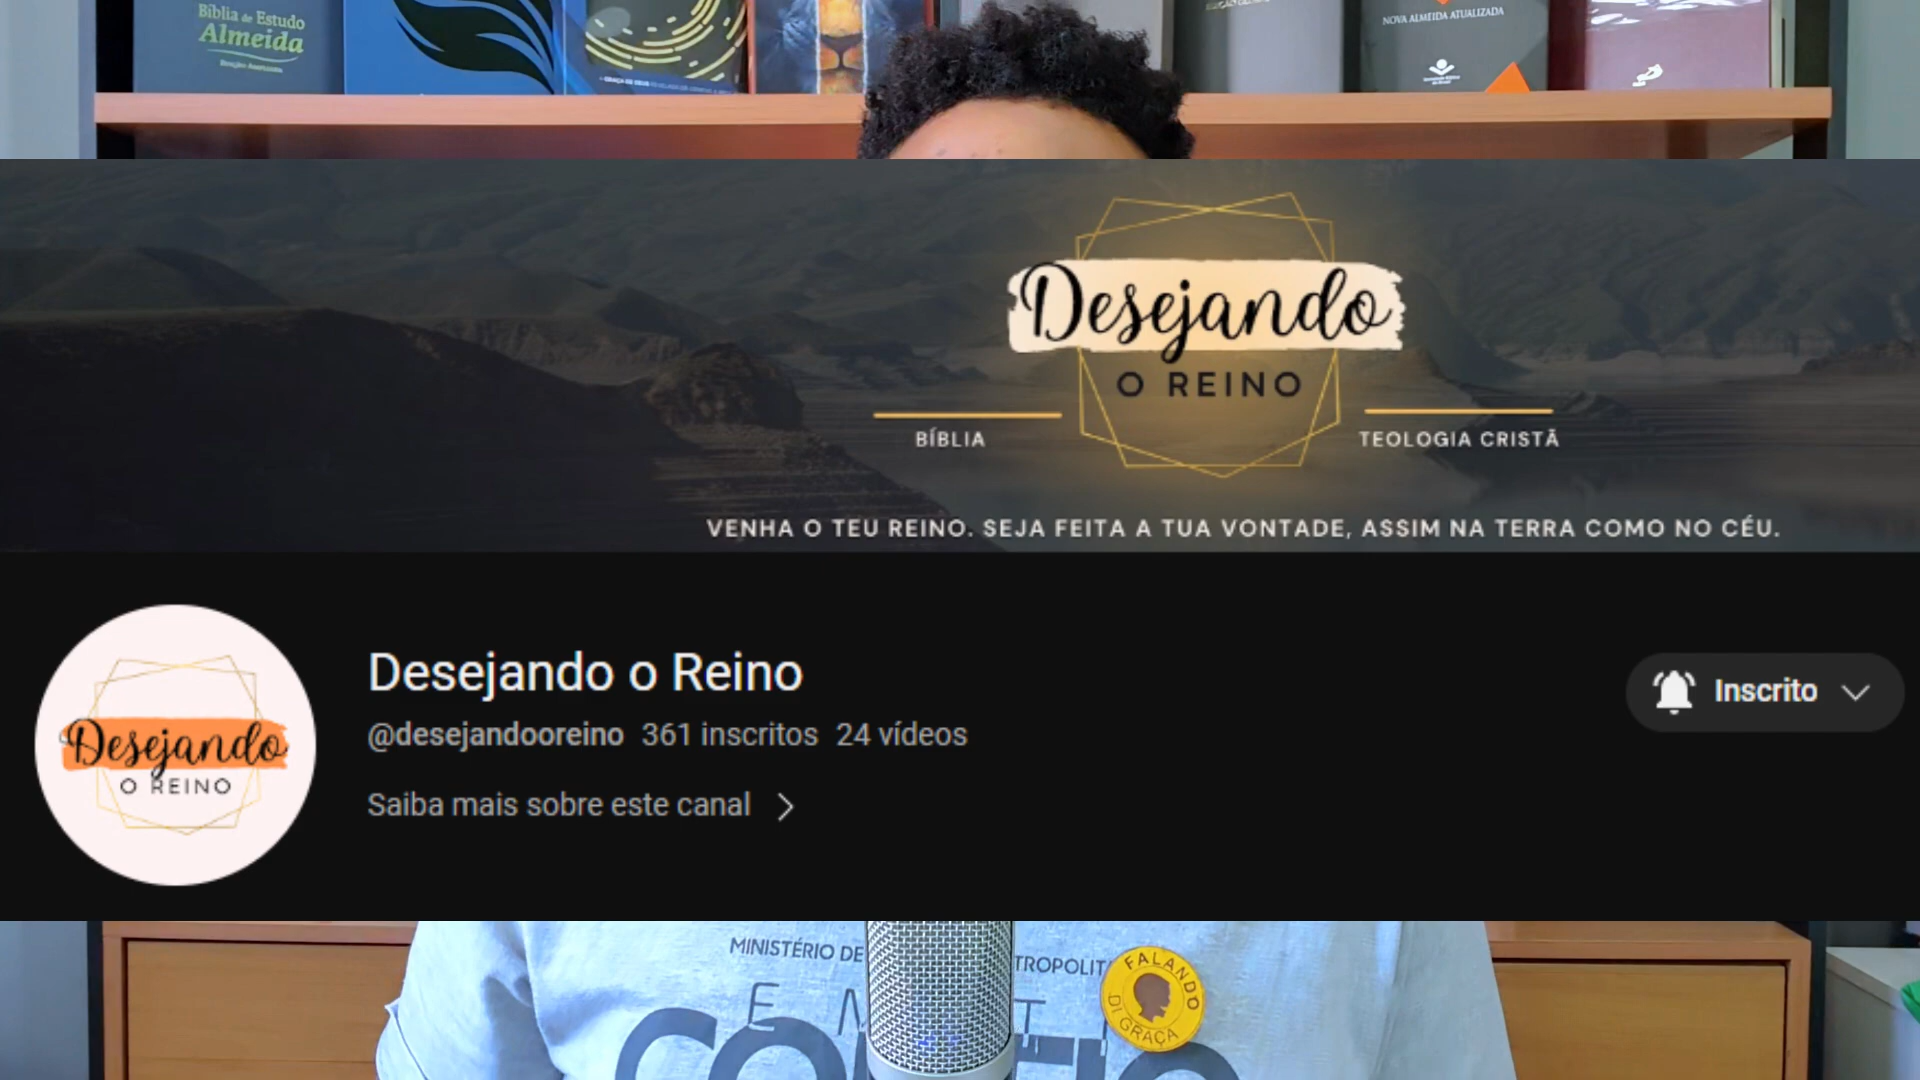 Bíblia de Estudo
Almeida
NOVA ALMEIDA ATUALIZADA
Desejando
O REINO
BÍBLIA
TEOLOGIA CRISTÃ
VENHA O TEU REINO. SEJA FEITA A TUA VONTADE, ASSIM NA TERRA COMO NO CÉU.
Desejando
O REINO
Desejando o Reino
@desejandooreino 361 inscritos 24 vídeos
Saiba mais sobre este canal
Inscrito
MINISTÉRIO DE
FALANDO
DI GRAÇA